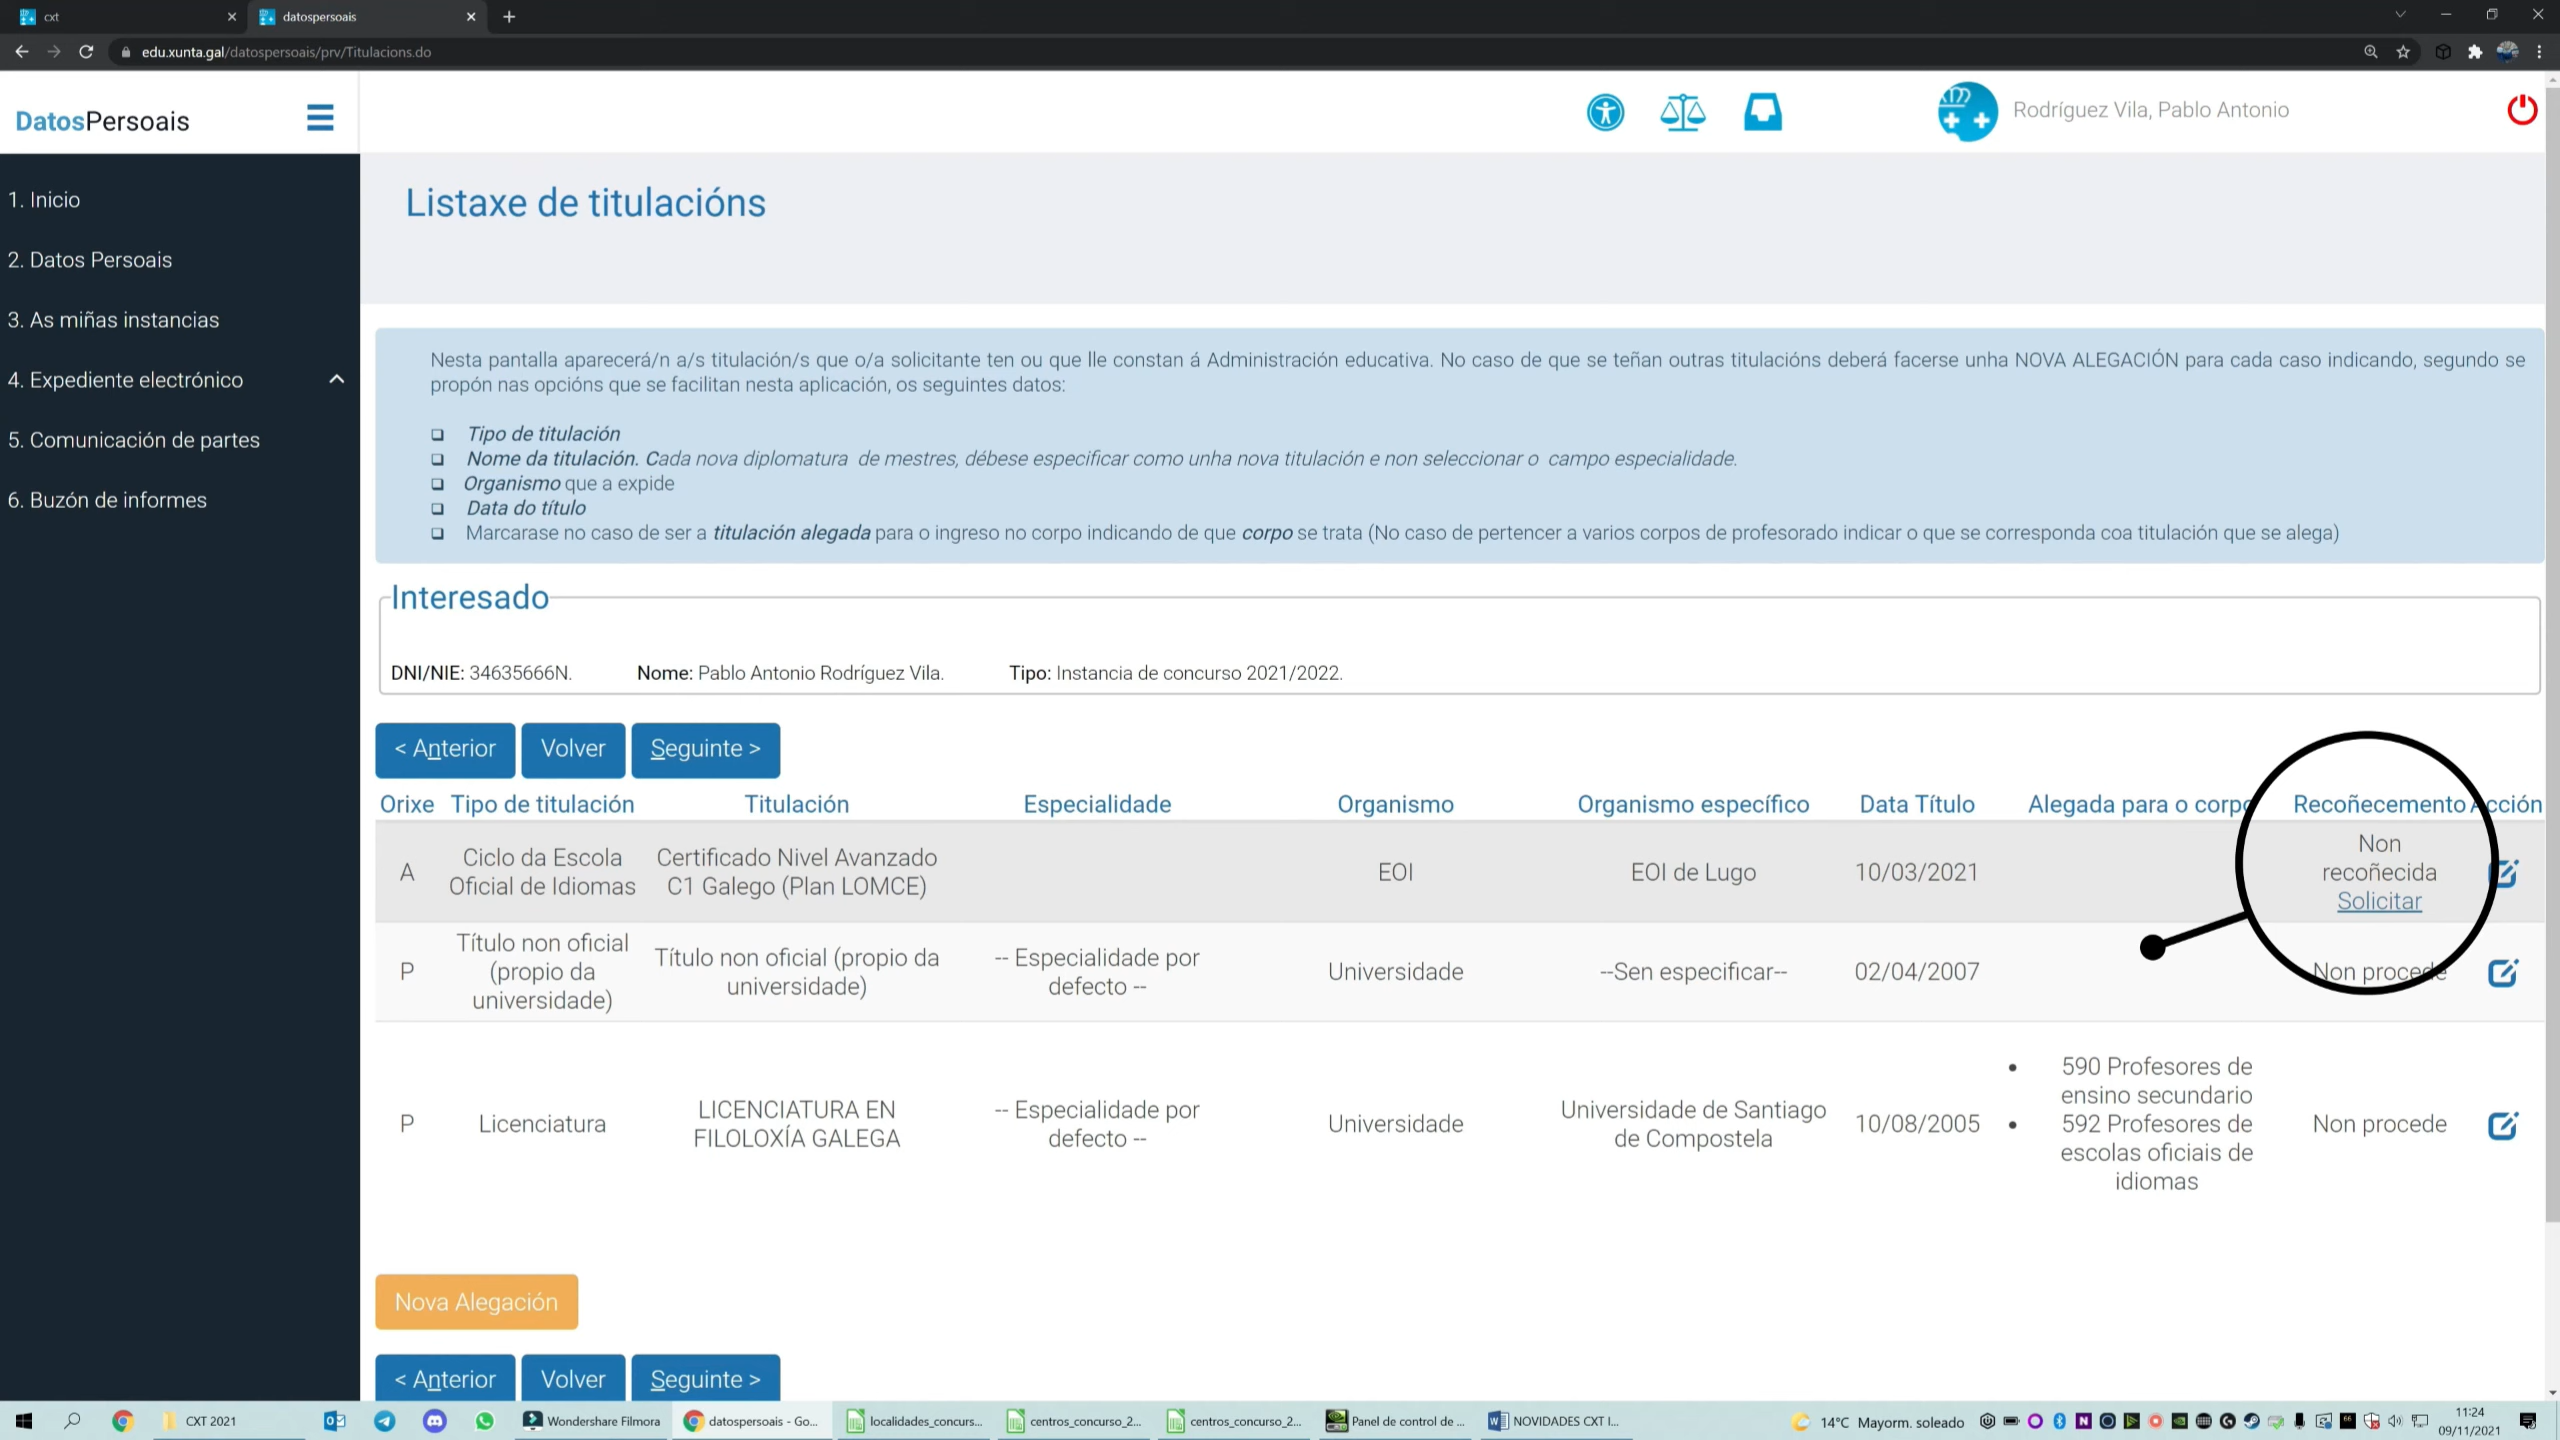 cxt
datospersoais
edu.xunta.gal/datospersoais/prv/Titulacions.do
DatosPersoais
Rodríguez Vila, Pablo Antonio
1. Inicio
2. Datos Persoais
3. As miñas instancias
4. Expediente electrónico
5. Comunicación de partes
6. Buzón de informes
Listaxe de titulacións
Nesta pantalla aparecerá/n a/s titulación/s que o/a solicitante ten ou que lle constan á Administración educativa. No caso de que se teñan outras titulacións deberá facerse unha NOVA ALEGACIÓN para cada caso indicando, segundo se
propón nas opcións que se facilitan nesta aplicación, os seguintes datos:
Tipo de titulación
Nome da titulación. Cada nova diplomatura de mestres, débese especificar como unha nova titulación e non seleccionar o campo especialidade.
Organismo que a expide
Data do título
Marcarase no caso de ser a titulación alegada para o ingreso no corpo indicando de que corpo se trata (No caso de pertencer a varios corpos de profesorado indicar o que se corresponda coa titulación que se alega)
Interesado
DNI/NIE: 34635666N. Nome: Pablo Antonio Rodríguez Vila. Tipo: Instancia de concurso 2021/2022.
< Anterior Volver Seguinte >
Orixe Tipo de titulación Titulación Especialidade Organismo Organismo específico Data Título Alegada para o corpo Recoñecemento Acción
A
Ciclo da Escola
Oficial de Idiomas
Certificado Nivel Avanzado
C1 Galego (Plan LOMCE)
EOI
EOI de Lugo
10/03/2021
Non
recoñecida
Solicitar
P
Título non oficial
(propio da
universidade)
Título non oficial (propio da
universidade)
-- Especialidade por
defecto --
Universidade
--Sen especificar--
02/04/2007
Non procede
P
Licenciatura
LICENCIATURA EN
FILOLOXÍA GALEGA
-- Especialidade por
defecto --
Universidade
Universidade de Santiago
de Compostela
10/08/2005
590 Profesores de
ensino secundario
592 Profesores de
escolas oficiais de
idiomas
Non procede
Nova Alegación
< Anterior Volver Seguinte >
CXT 2021
Wondershare Filmora
datospersoais - Go...
localidades_concurs...
centros_concurso_2...
centros_concurso_2...
Panel de control de ...
NOVIDADES CXT I...
14°C Mayorm. soleado
11:24
09/11/2021